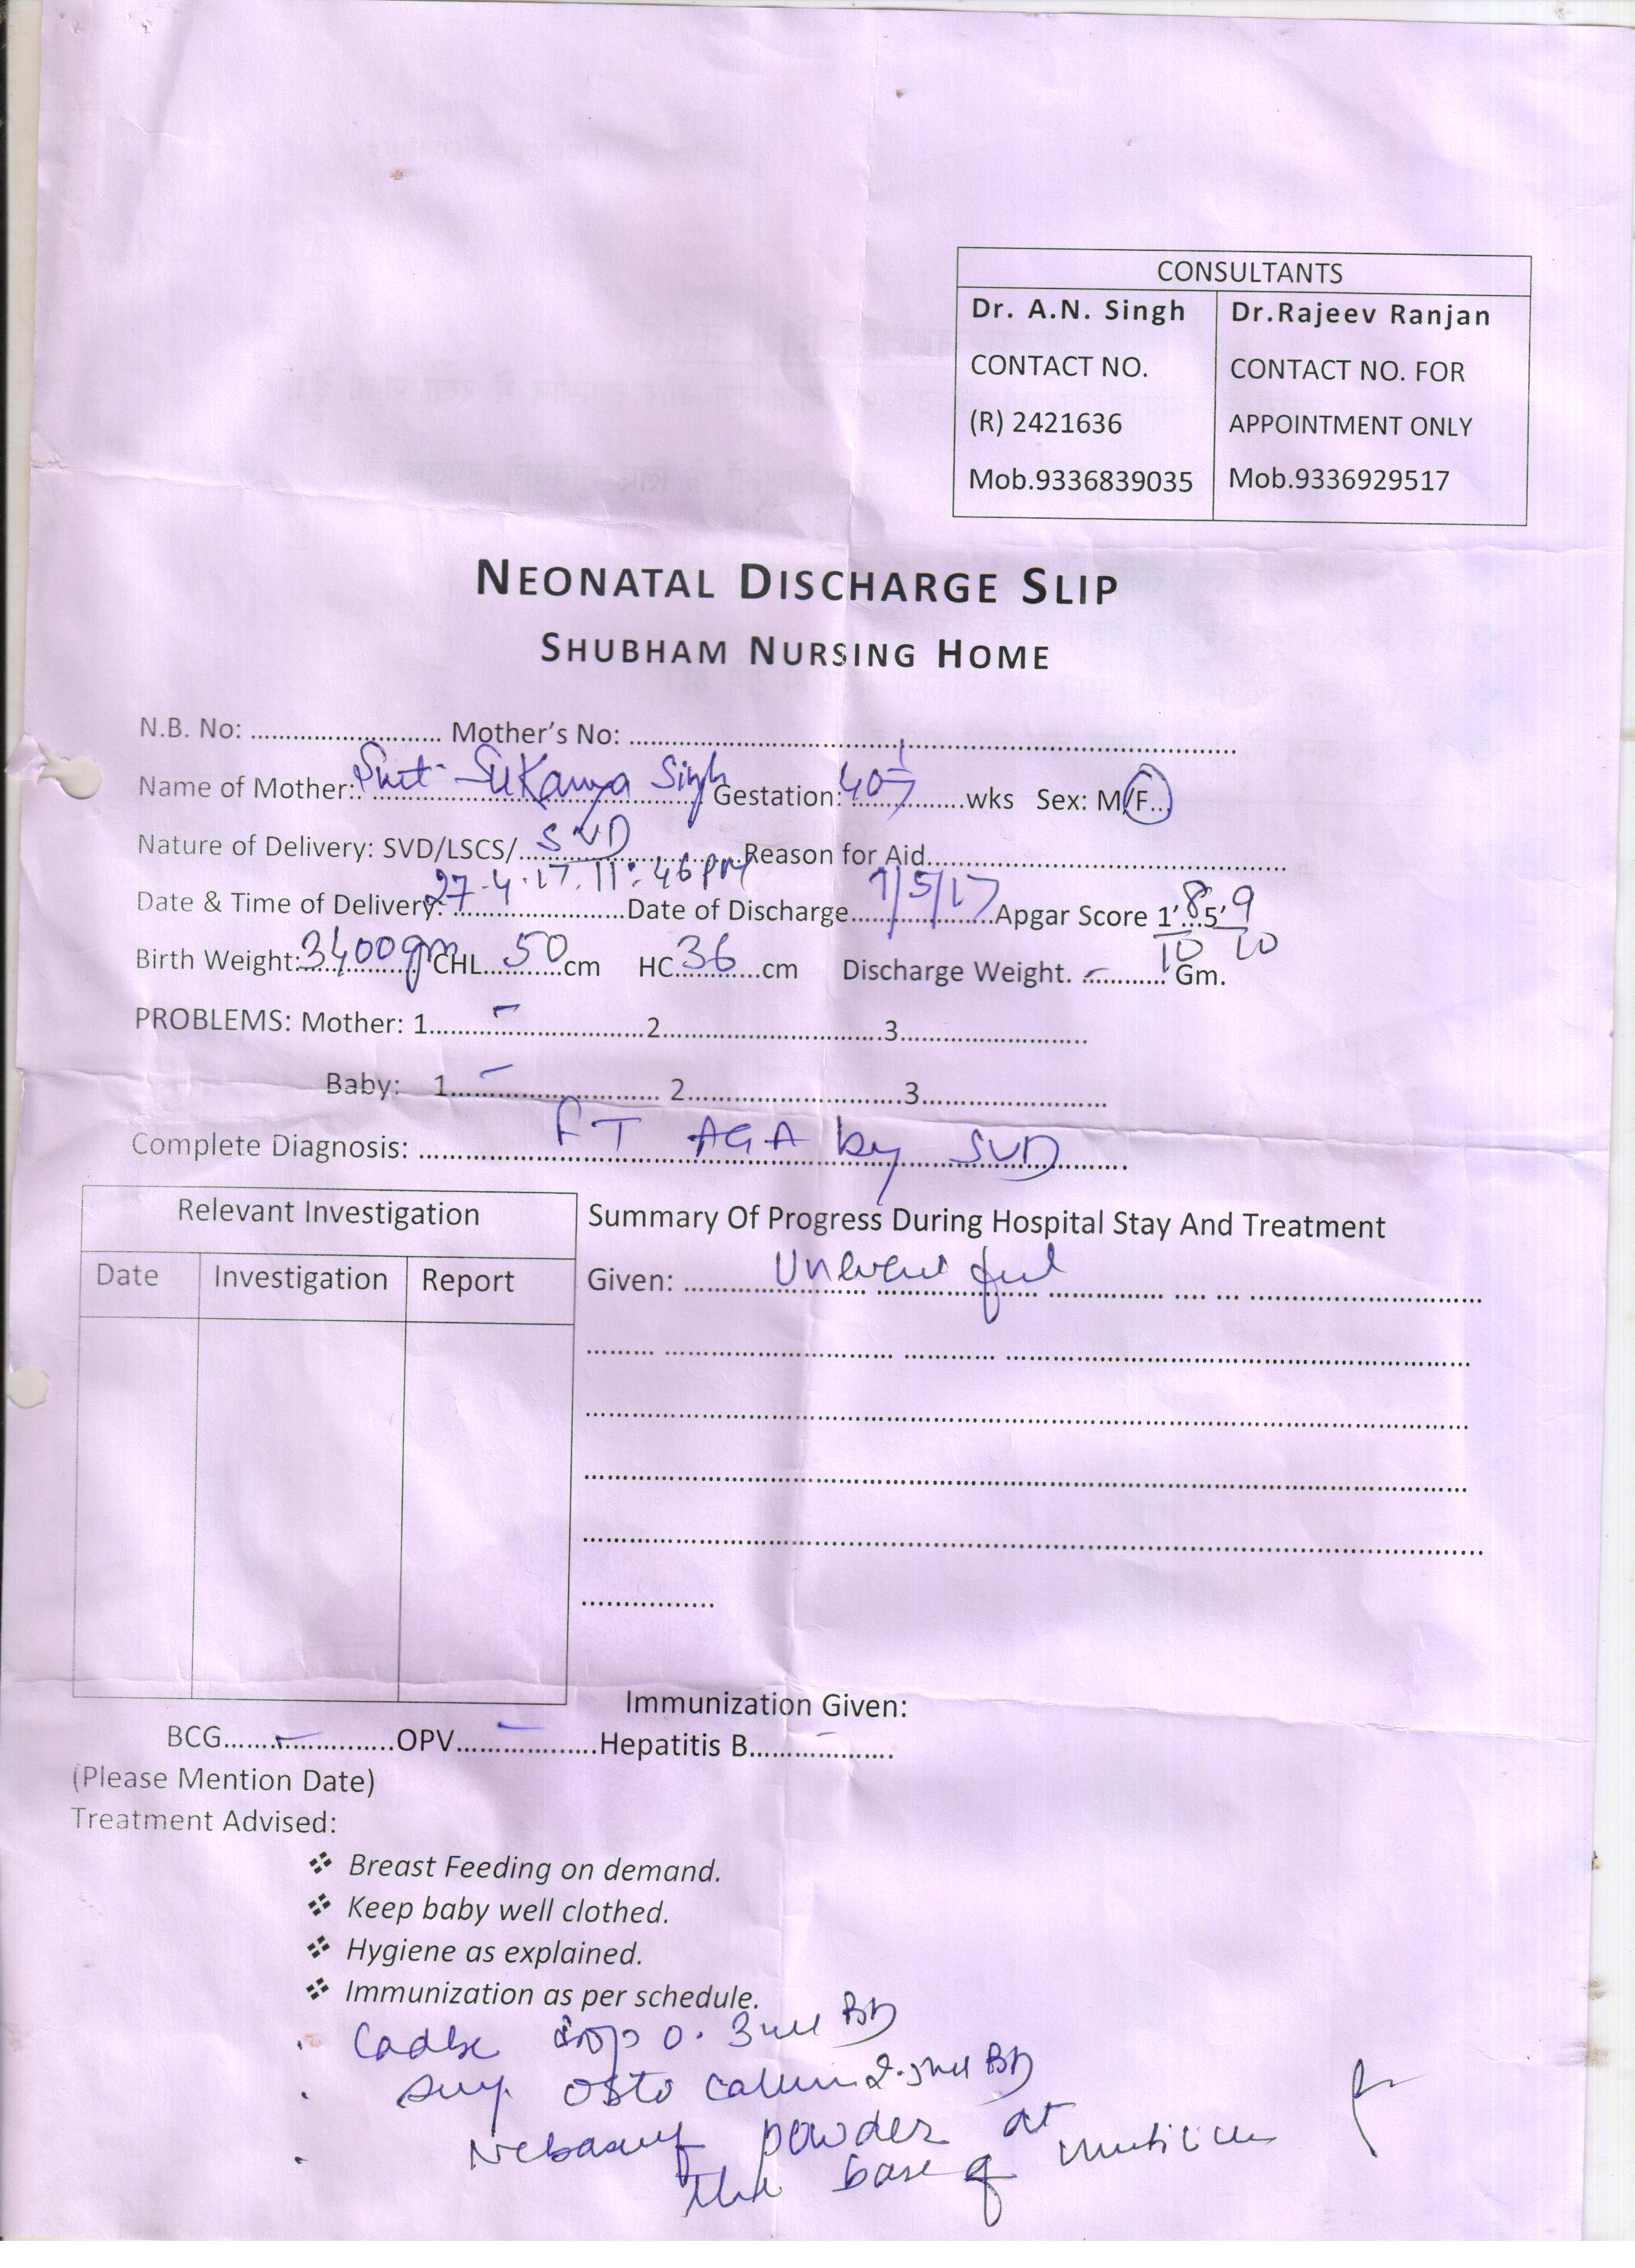 CONSULTANTS
Dr. A.N. Singh
CONTACT NO.
(R) 2421636
Mob.9336839035
Dr.Rajeev Ranjan
CONTACT NO. FOR
APPOINTMENT ONLY
Mob.9336929517
NEONATAL DISCHARGE SLIP
SHUBHAM NURSING HOME
N.B. No: ............................ Mother's No: ............................
Name of Mother: Smt Sukanya Singh Gestation: 40 wks Sex: M/F...
Nature of Delivery: SVD/LSCS/ SVD Reason for Aid............................
Date & Time of Delivery: 27.4.17. 11:46 PM Date of Discharge 1/5/17 Apgar Score 1' 8/10 5' 9/10
Birth Weight: 3400gm CHL 50 cm HC 36 cm Discharge Weight. - Gm.
PROBLEMS: Mother: 1. - 2............................3............................
Baby: 1. - 2............................3............................
Complete Diagnosis: FT AGA by SVD
Relevant Investigation
Date Investigation Report
Summary Of Progress During Hospital Stay And Treatment
Given: Uneventful
Immunization Given:
BCG - OPV - Hepatitis B -
(Please Mention Date)
Treatment Advised:
❖ Breast Feeding on demand.
❖ Keep baby well clothed.
❖ Hygiene as explained.
❖ Immunization as per schedule.
drop 0.3ml BD
Syp. Osto calcium 2.5ml BD
Nebasulf powder at
the base of